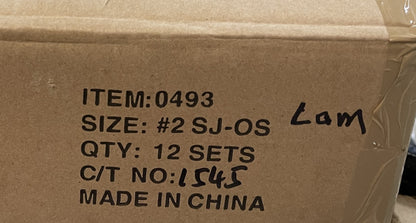 ITEM:0493
SIZE: #2 SJ-OS Lam
QTY: 12 SETS
C/T NO:1545
MADE IN CHINA